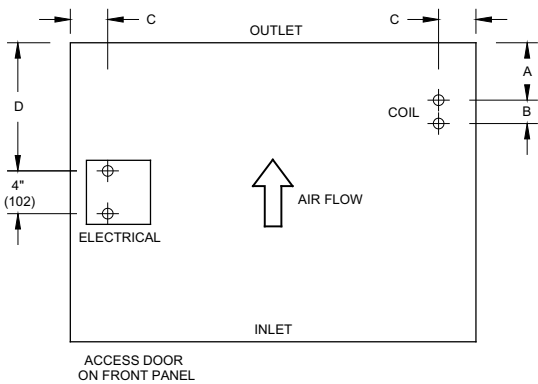 C
C
OUTLET
A
D
COIL
B
4"
(102)
AIR FLOW
ELECTRICAL
INLET
ACCESS DOOR
ON FRONT PANEL